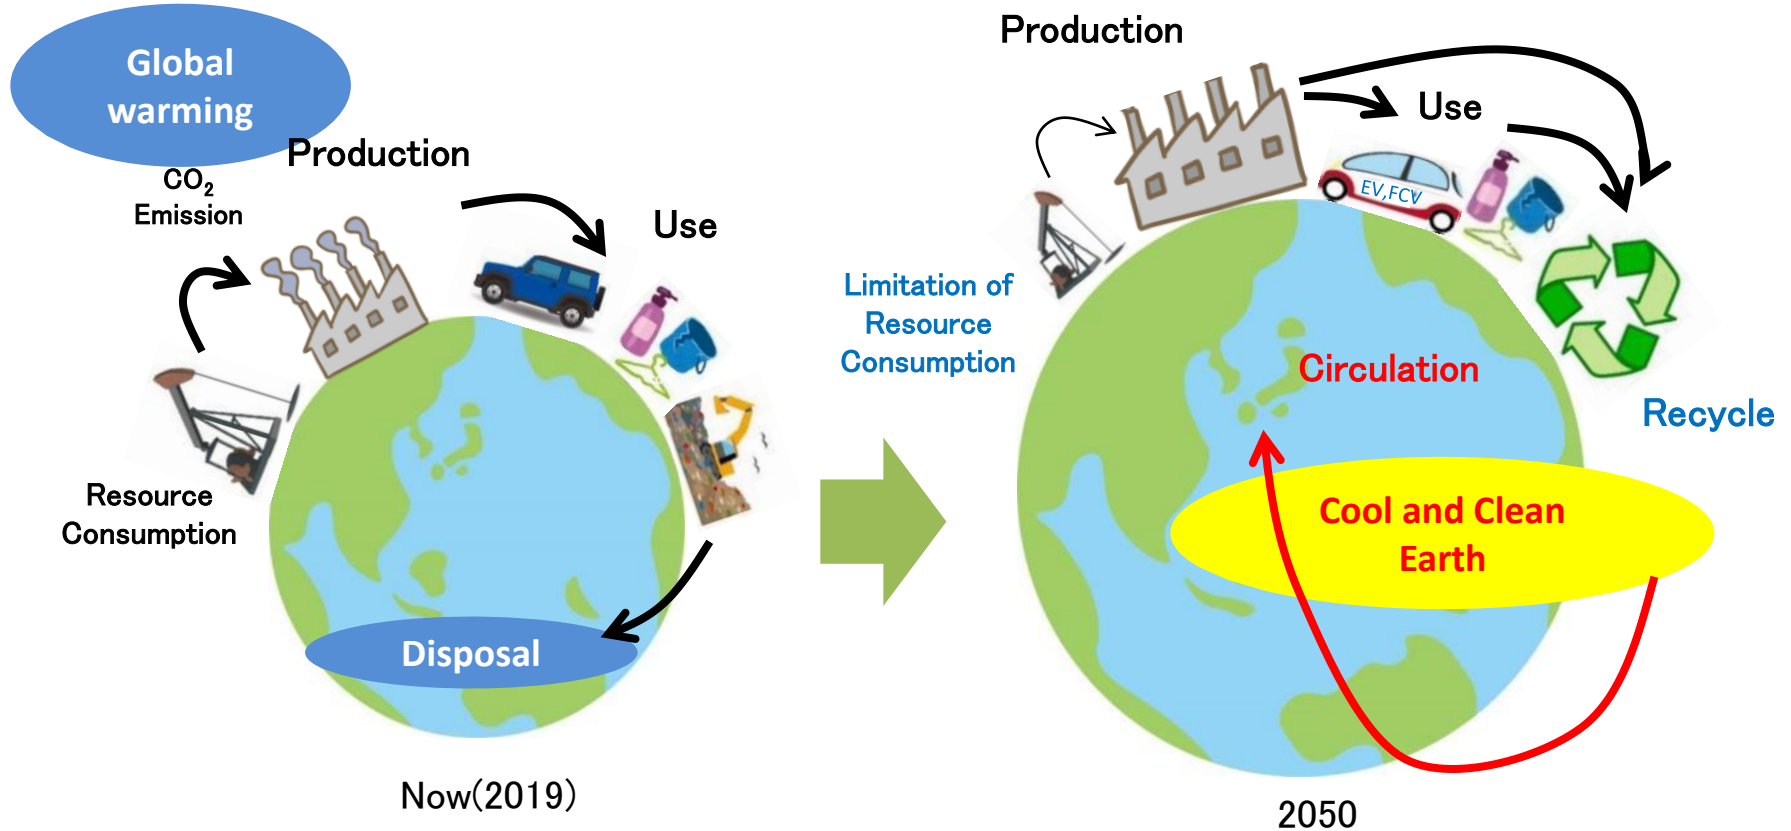 Global
warming
Production
CO₂
Emission
Use
Resource
Consumption
Disposal
Now(2019)
Production
Use
EV,FCV
Limitation of
Resource
Consumption
Circulation
Recycle
Cool and Clean
Earth
2050